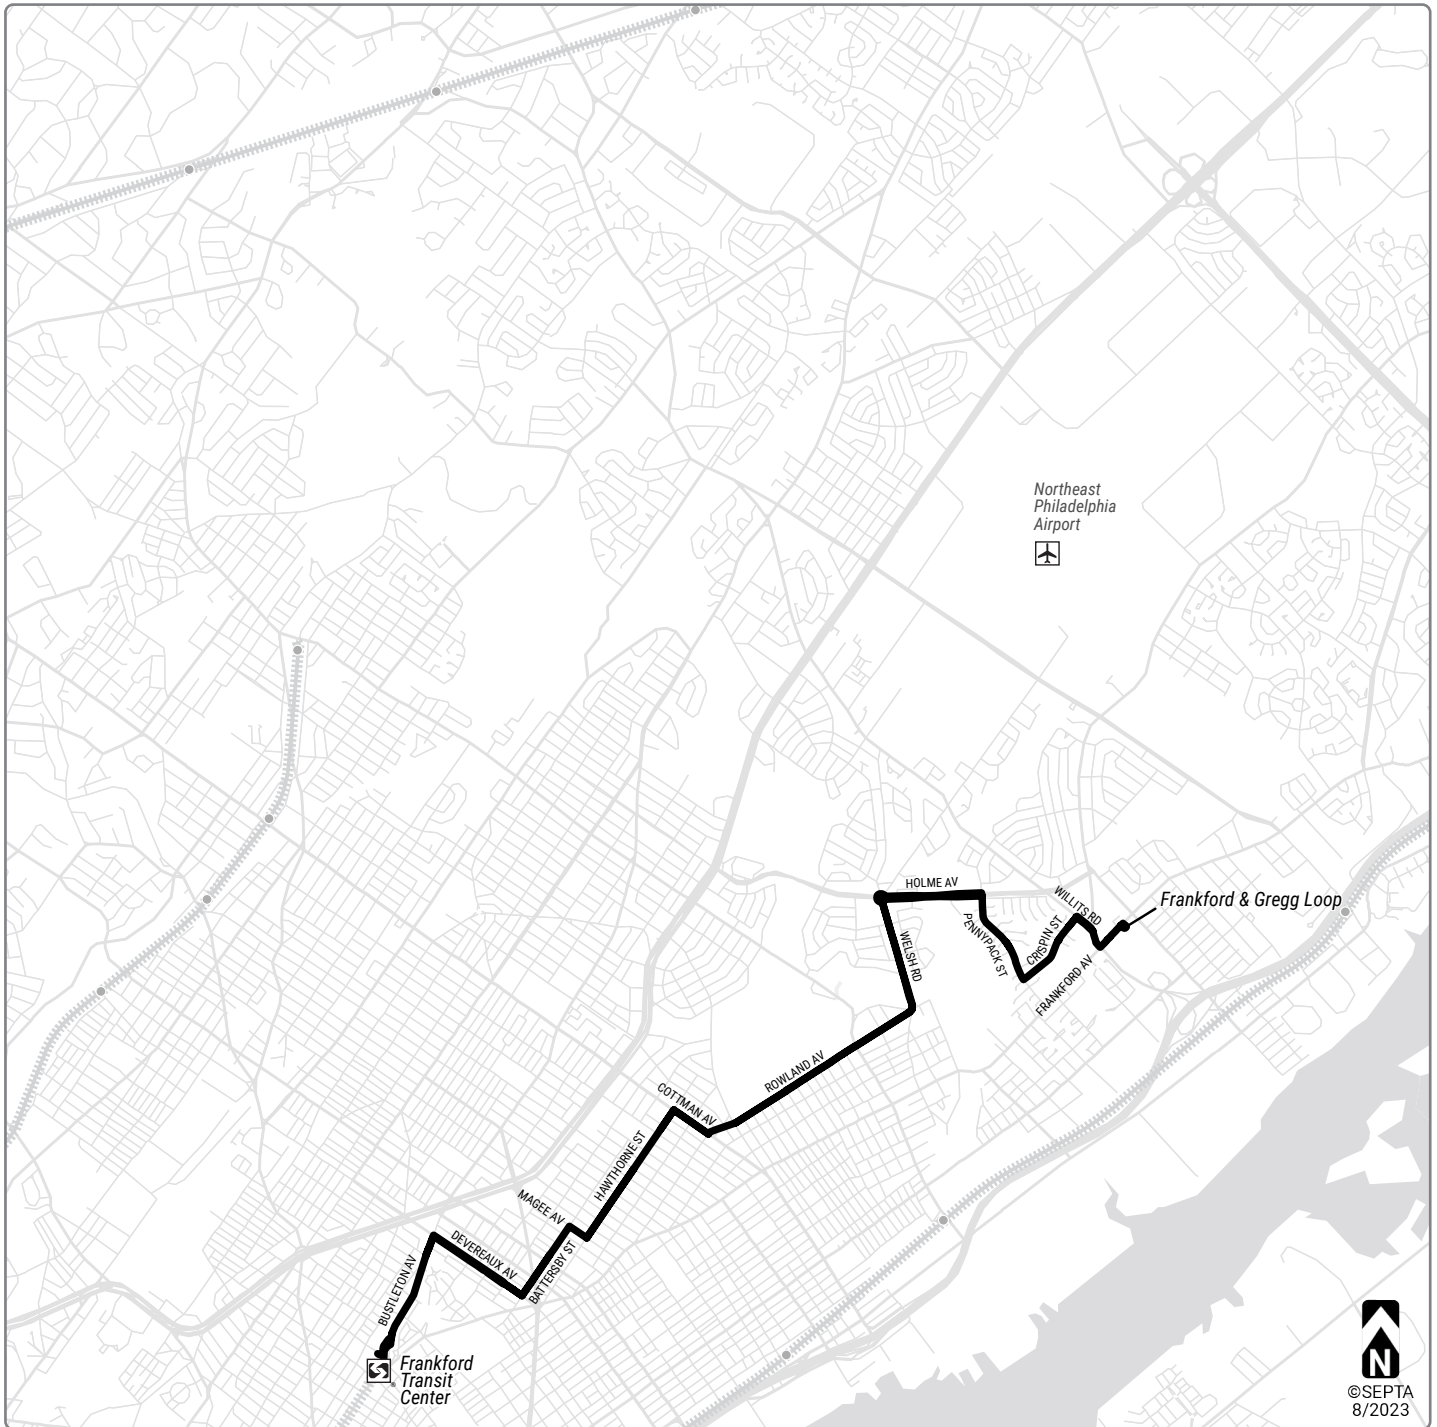 Northeast
Philadelphia
Airport
HOLME AV
WILLITS RD
Frankford & Gregg Loop
PENNYPACK ST
CRISPIN ST
WELSH RD
FRANKFORD AV
ROWLAND AV
COTTMAN AV
HAWTHORNE ST
MAGEE AV
DEVEREAUX AV
BATTERSBY ST
BUSTLETON AV
Frankford
Transit
Center
N
©SEPTA
8/2023